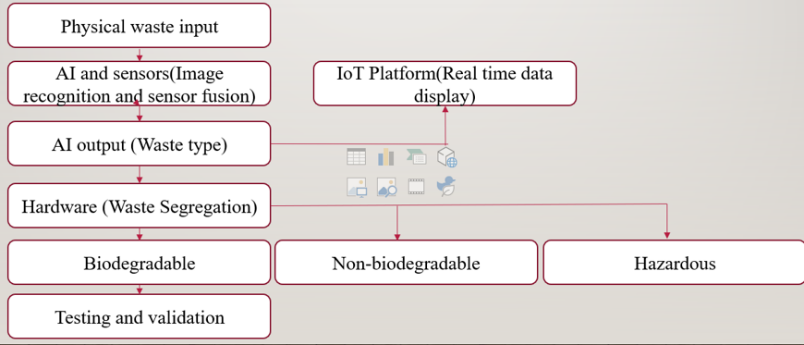 Physical waste input
AI and sensors(Image
recognition and sensor fusion)
IoT Platform(Real time data
display)
AI output (Waste type)
Hardware (Waste Segregation)
Biodegradable
Non-biodegradable
Hazardous
Testing and validation